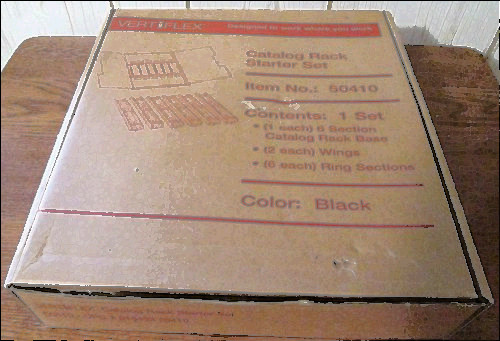 VERTIFLEX Designed to work where you work
Catalog Rack
Starter Set
Item No.: 50410
Contents: 1 Set
• (1 each) 6 Section
Catalog Rack Base
• (2 each) Wings
• (6 each) Ring Sections
Color: Black